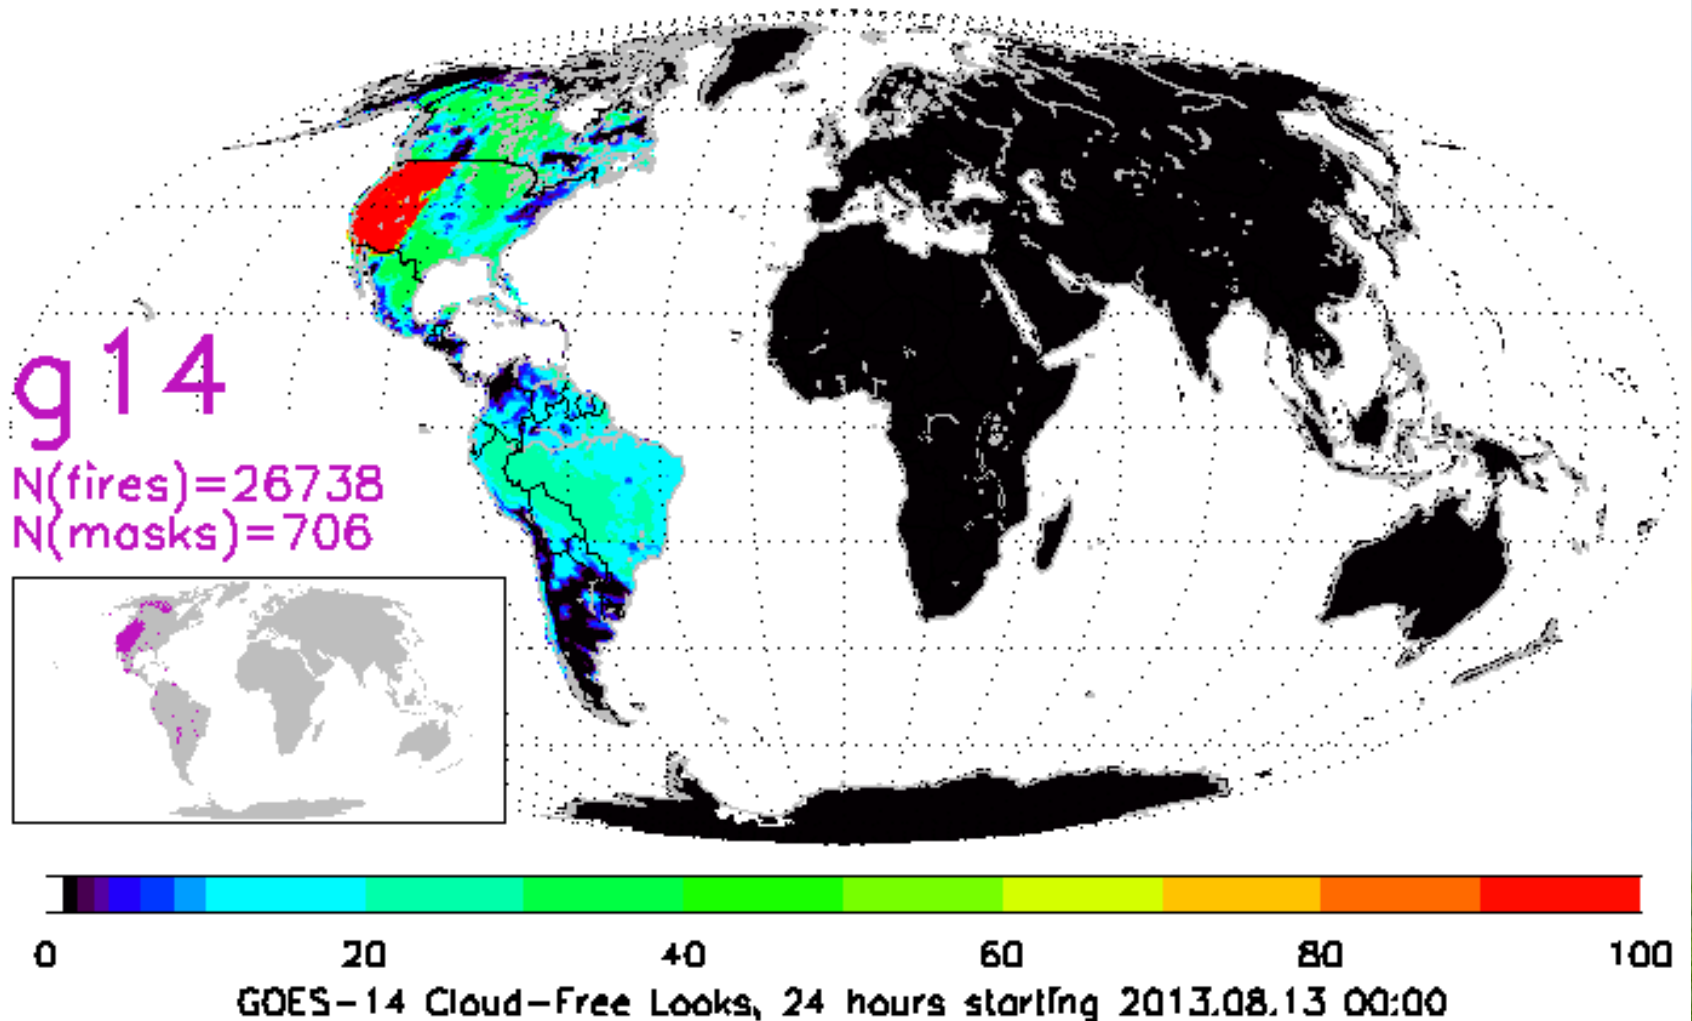 g14
N(fires)=26738
N(masks)=706
0 20 40 60 80 100
GOES-14 Cloud-Free Looks, 24 hours starting 2013.08.13 00:00